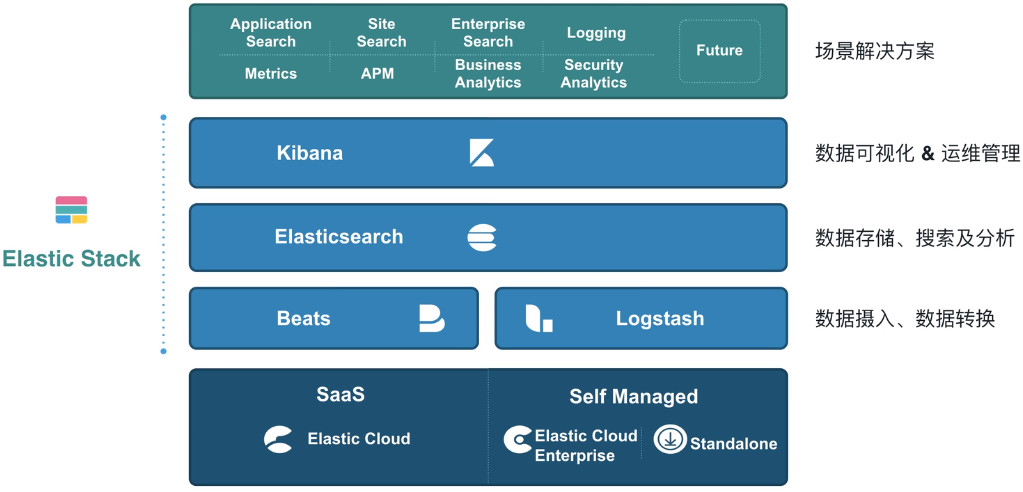 Application Search
Site Search
Enterprise Search
Logging
Metrics
APM
Business Analytics
Security Analytics
Future
场景解决方案
Kibana
数据可视化 & 运维管理
Elasticsearch
数据存储、搜索及分析
Elastic Stack
Beats
Logstash
数据摄入、数据转换
SaaS
Elastic Cloud
Self Managed
Elastic Cloud Enterprise
Standalone